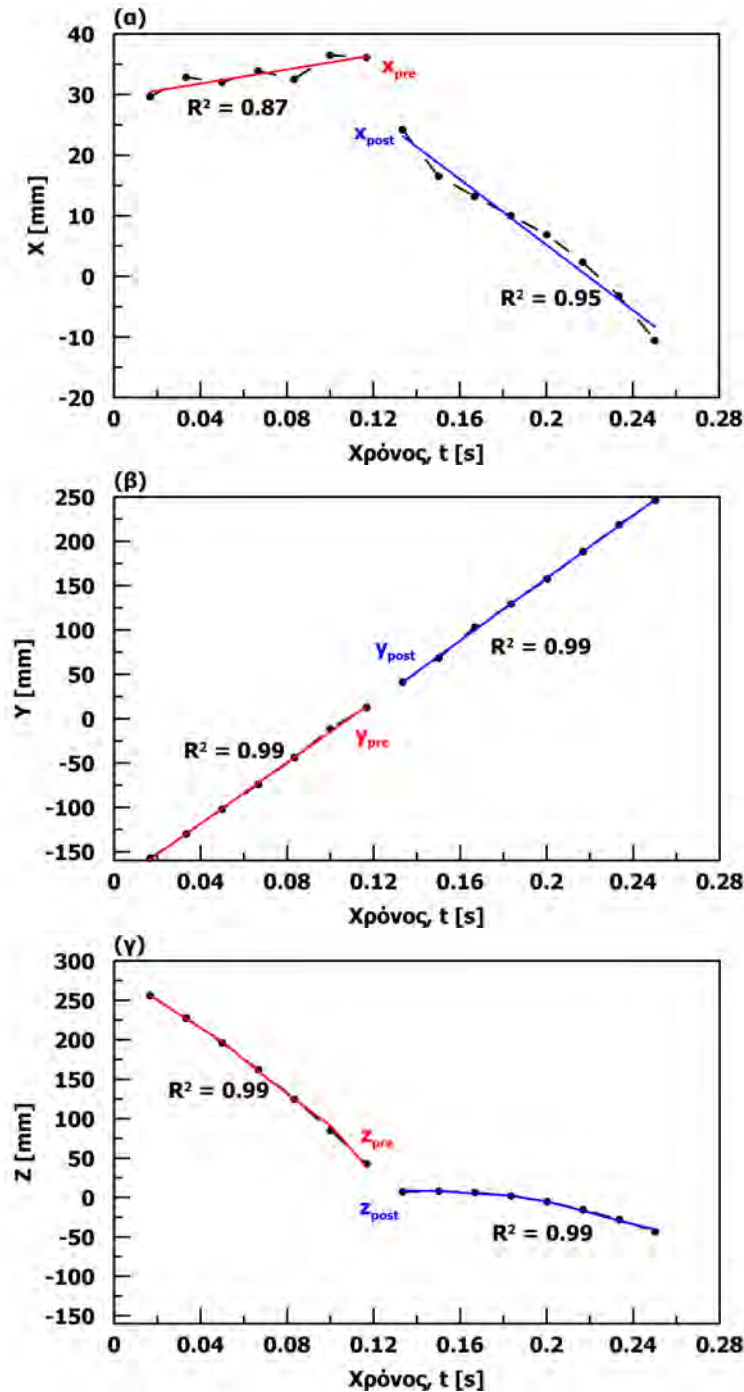 (α)
40
30
20
10
0
-10
-20
X [mm]
x_pre
R² = 0.87
x_post
R² = 0.95
0 0.04 0.08 0.12 0.16 0.2 0.24 0.28
Χρόνος, t [s]
(β)
250
200
150
100
50
0
-50
-100
-150
Y [mm]
y_post
R² = 0.99
R² = 0.99
y_pre
0 0.04 0.08 0.12 0.16 0.2 0.24 0.28
Χρόνος, t [s]
(γ)
300
250
200
150
100
50
0
-50
-100
-150
Z [mm]
R² = 0.99
z_pre
z_post
R² = 0.99
0 0.04 0.08 0.12 0.16 0.2 0.24 0.28
Χρόνος, t [s]